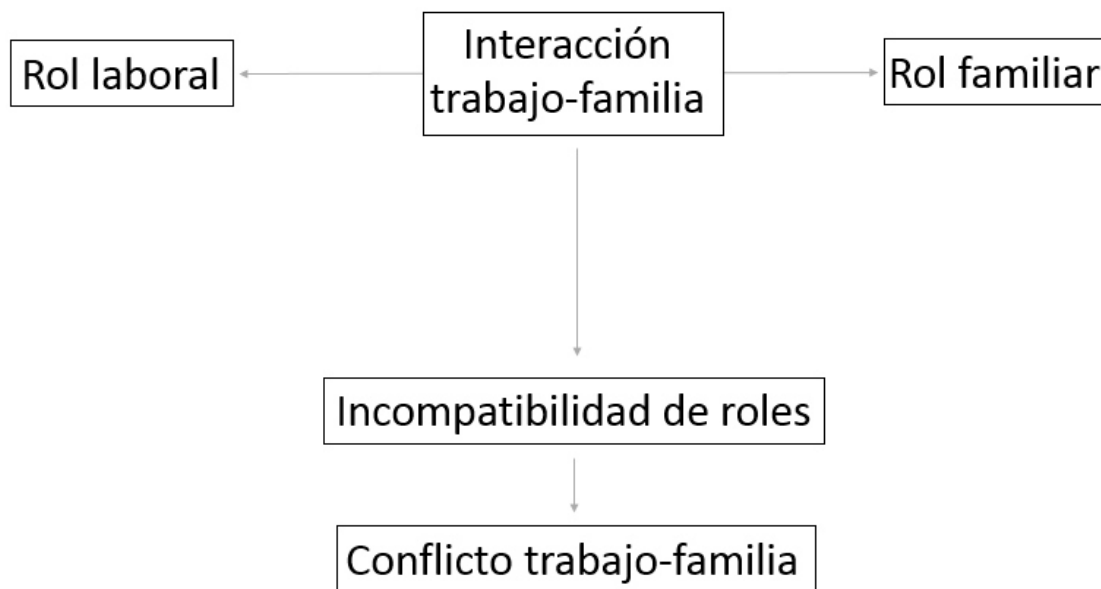 Rol laboral
Interacción
trabajo-familia
Rol familiar
Incompatibilidad de roles
Conflicto trabajo-familia